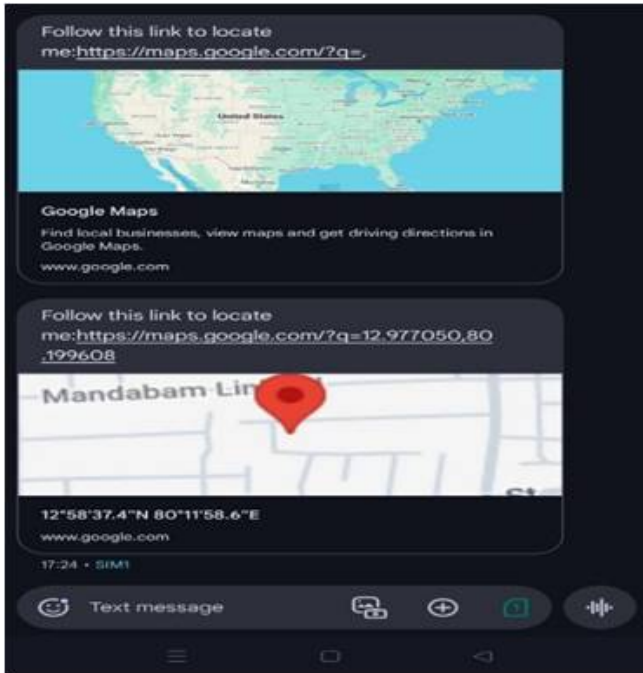 Follow this link to locate
me:https://maps.google.com/?q=,
United States
Google Maps
Find local businesses, view maps and get driving directions in
Google Maps.
www.google.com
Follow this link to locate
me:https://maps.google.com/?q=12.977050,80
.199608
Mandabam Lin
St
12°58'37.4"N 80°11'58.6"E
www.google.com
17:24 • SIM1
Text message
1